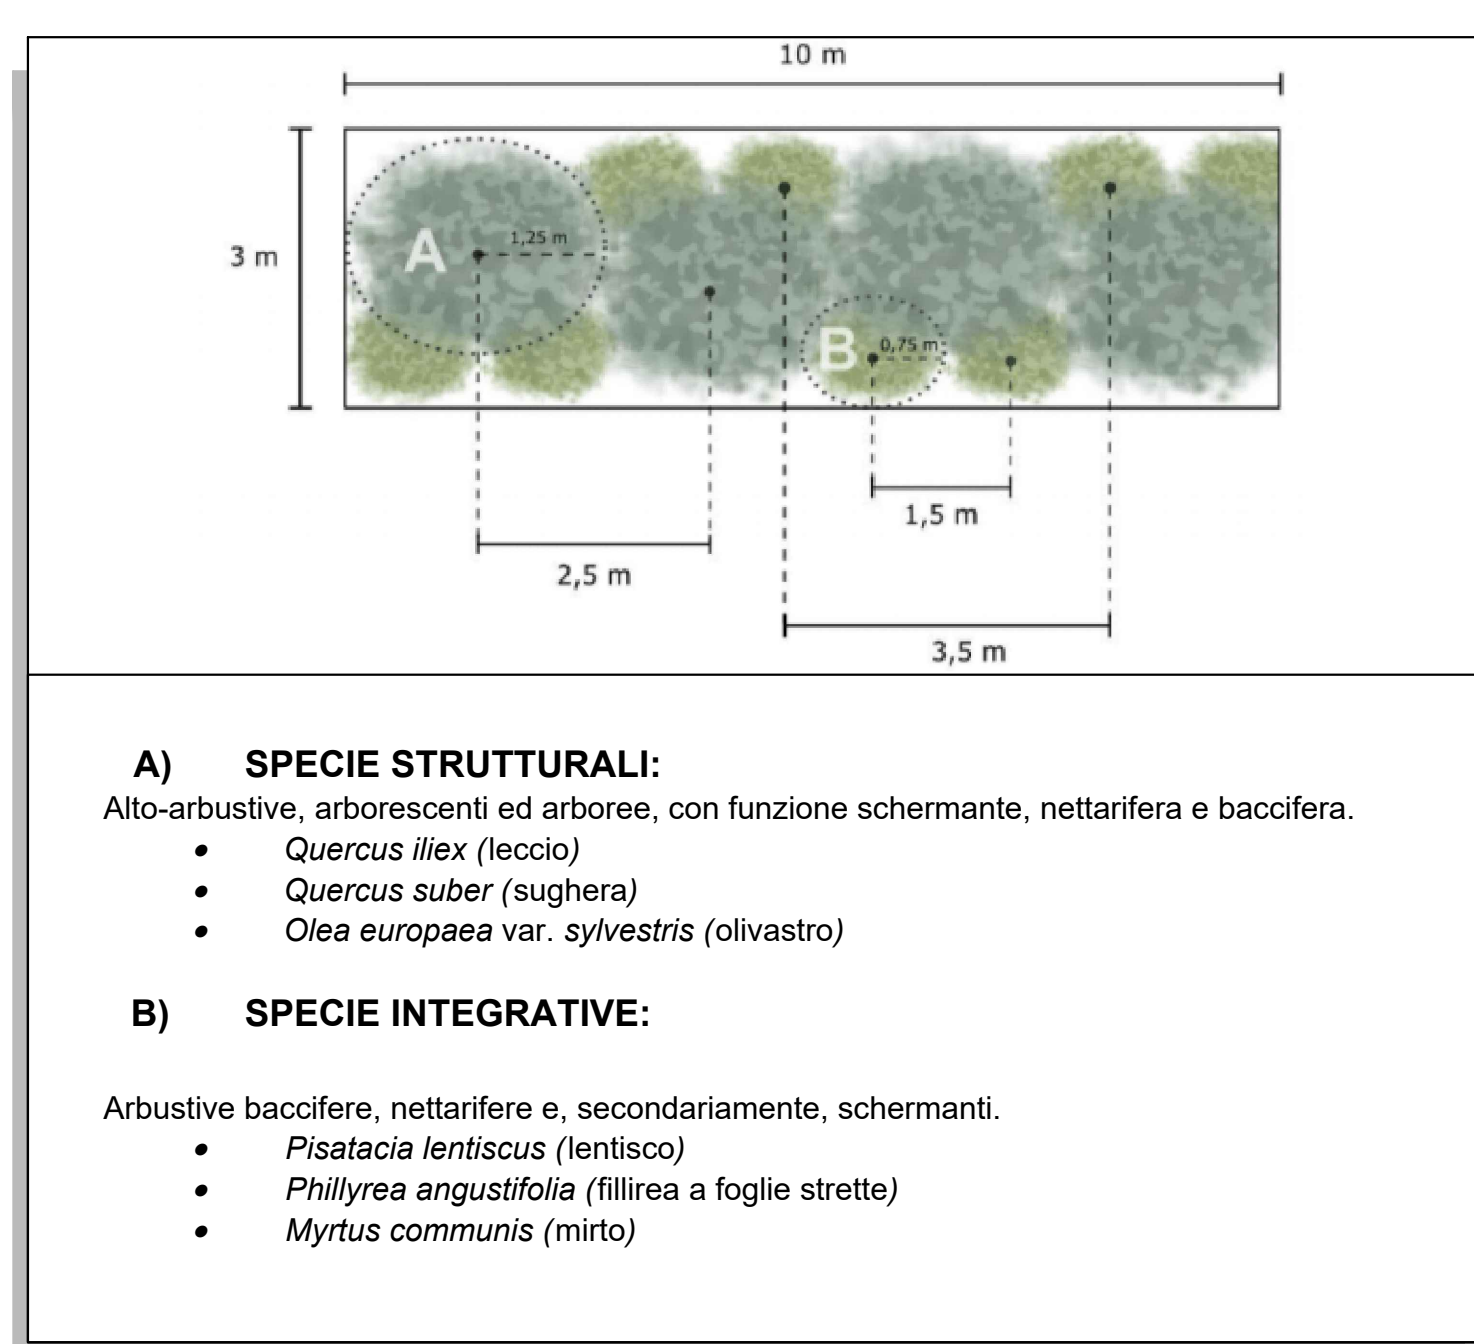 10 m
3 m
A
1,25 m
B
0,75 m
1,5 m
2,5 m
3,5 m
A) SPECIE STRUTTURALI:
Alto-arbustive, arborescenti ed arboree, con funzione schermante, nettarifera e baccifera.
• Quercus iliex (leccio)
• Quercus suber (sughera)
• Olea europaea var. sylvestris (olivastro)
B) SPECIE INTEGRATIVE:
Arbustive baccifere, nettarifere e, secondariamente, schermanti.
• Pisatacia lentiscus (lentisco)
• Phillyrea angustifolia (fillirea a foglie strette)
• Myrtus communis (mirto)